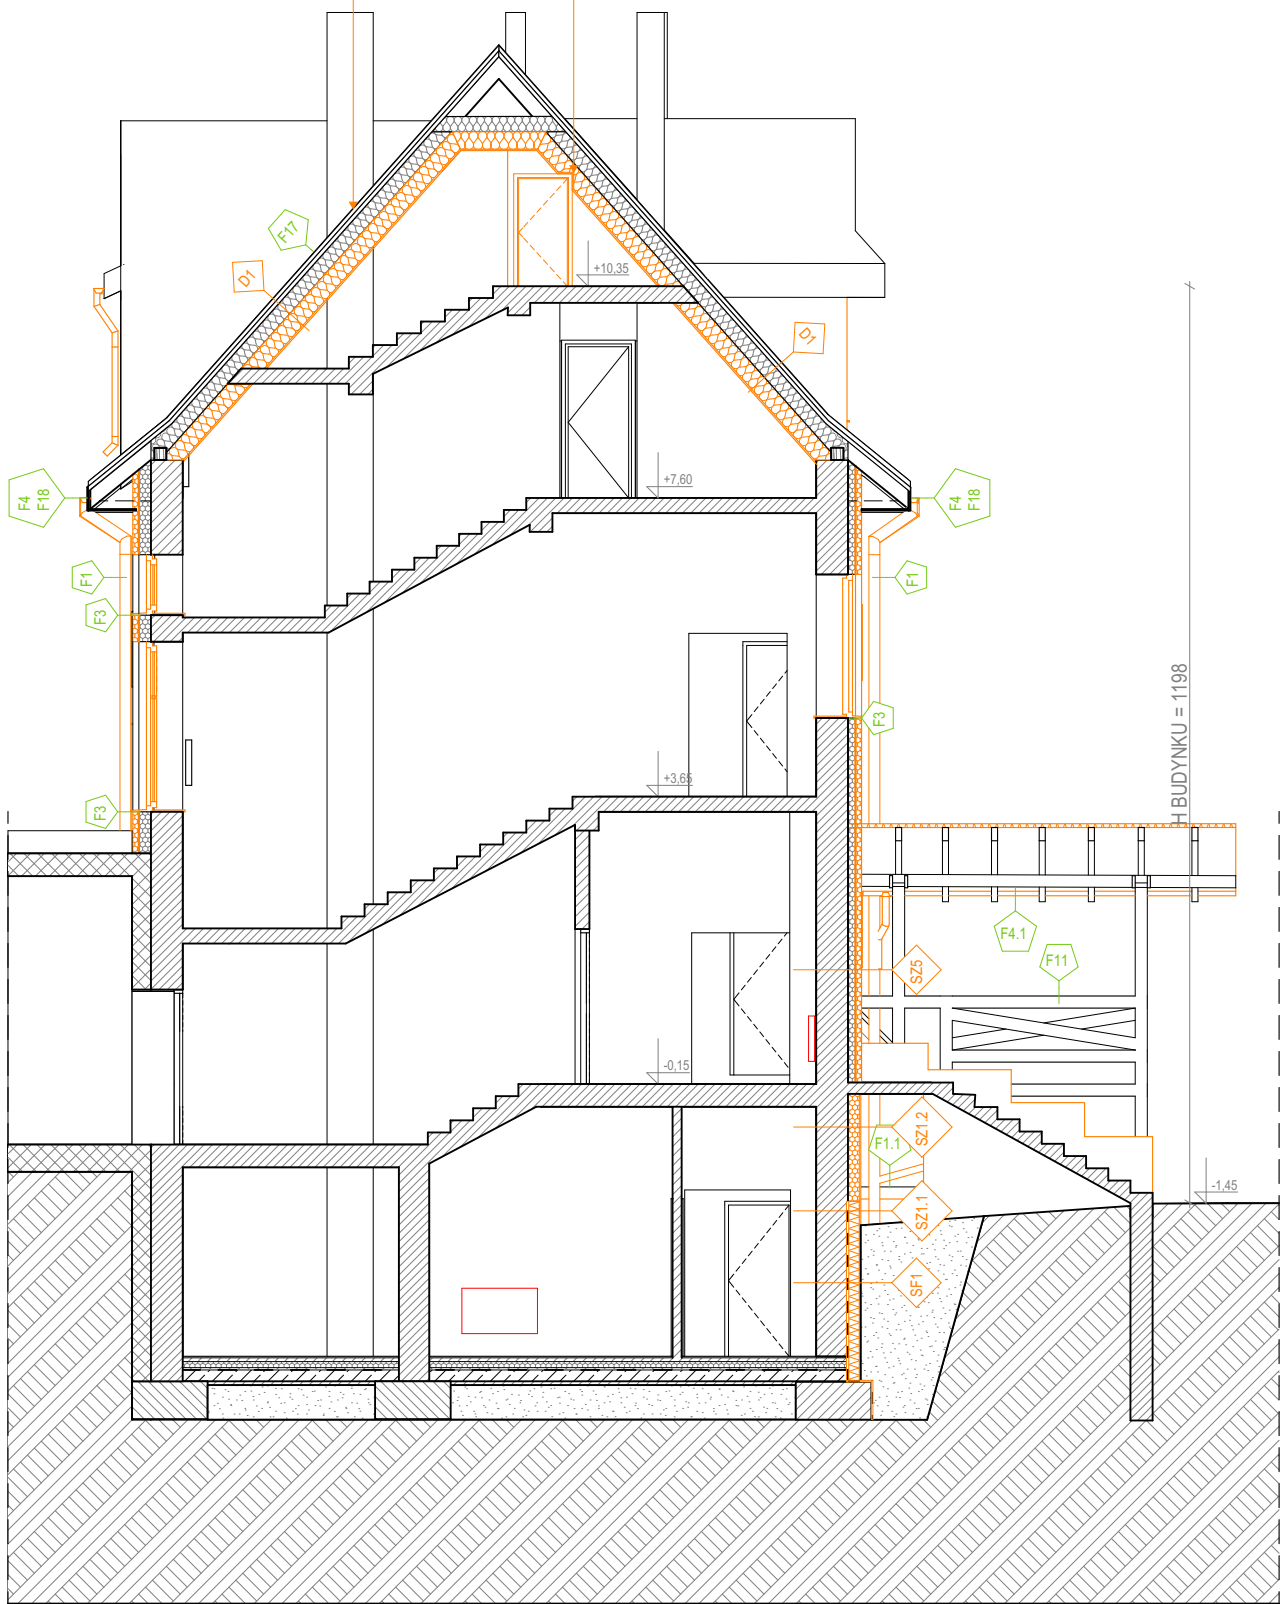 F17
D1
+10,35
D1
F4
F18
+7,60
F4
F18
F1
F1
F3
F3
H BUDYNKU = 1198
+3,65
F3
F4.1
F11
SZ5
-0,15
SZ1.2
F1.1
-1,45
SZ1.1
SF1